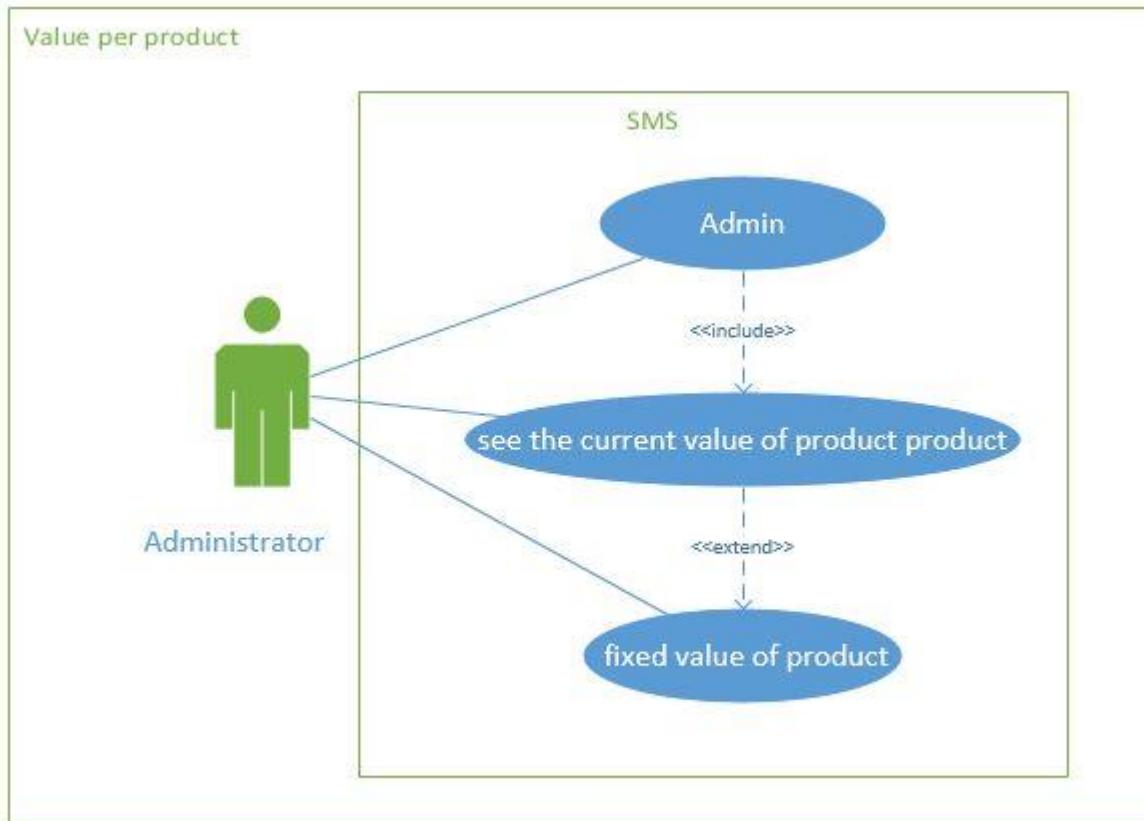 Value per product
SMS
Admin
<<include>>
see the current value of product product
Administrator
<<extend>>
fixed value of product